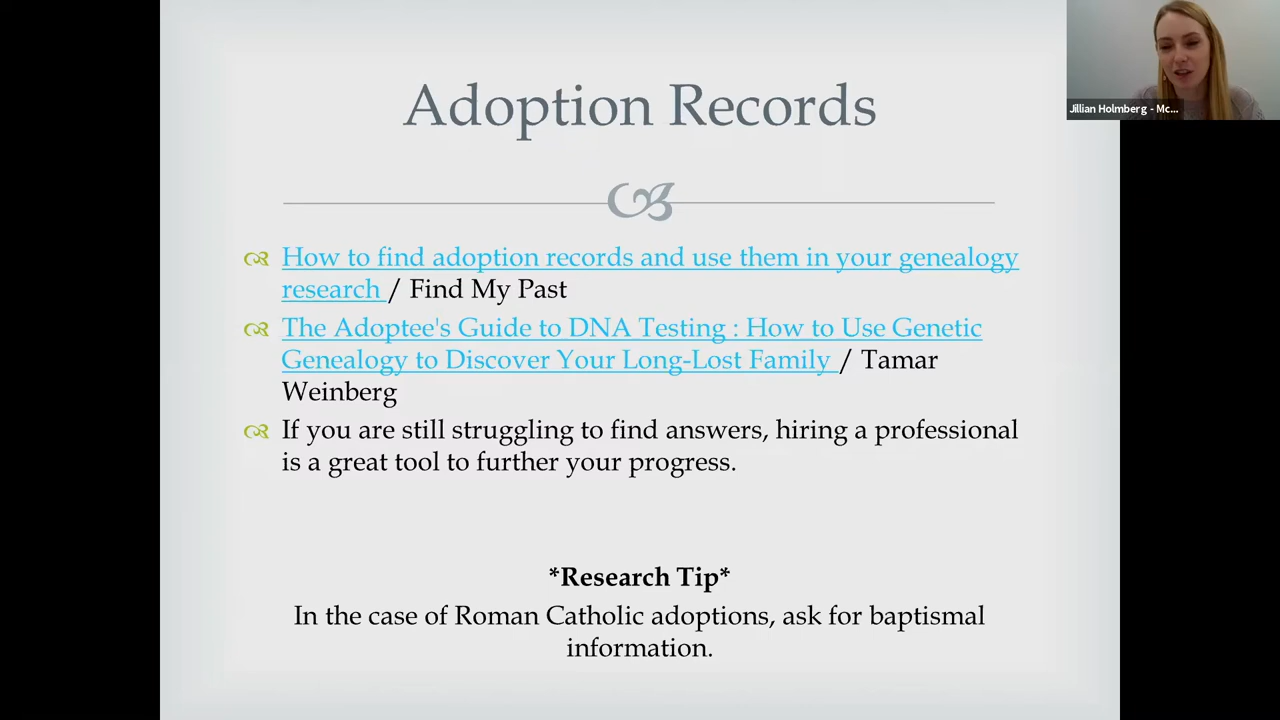 Adoption Records
How to find adoption records and use them in your genealogy
research / Find My Past
The Adoptee's Guide to DNA Testing : How to Use Genetic
Genealogy to Discover Your Long-Lost Family / Tamar
Weinberg
If you are still struggling to find answers, hiring a professional
is a great tool to further your progress.
*Research Tip*
In the case of Roman Catholic adoptions, ask for baptismal
information.
Jillian Holmberg - Mc...